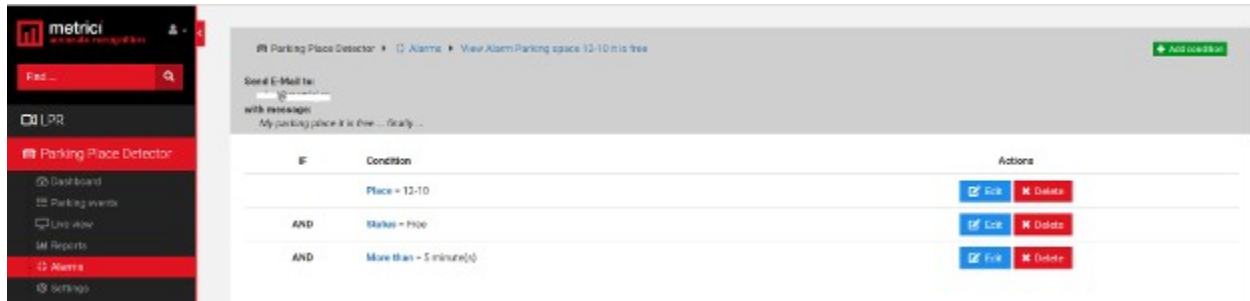 metrici
accurate recognition
Find ...
LPR
Parking Place Detector
Dashboard
Parking events
Live view
Reports
Alarms
Settings
Parking Place Detector Alarms View Alarm Parking space 12-10 it is free
Add condition
Send E-Mail to:
with message:
My parking place it is free ... finally ...
IF Condition Actions
Place = 12-10 Edit Delete
AND Status = Free Edit Delete
AND More than = 5 minute(s) Edit Delete